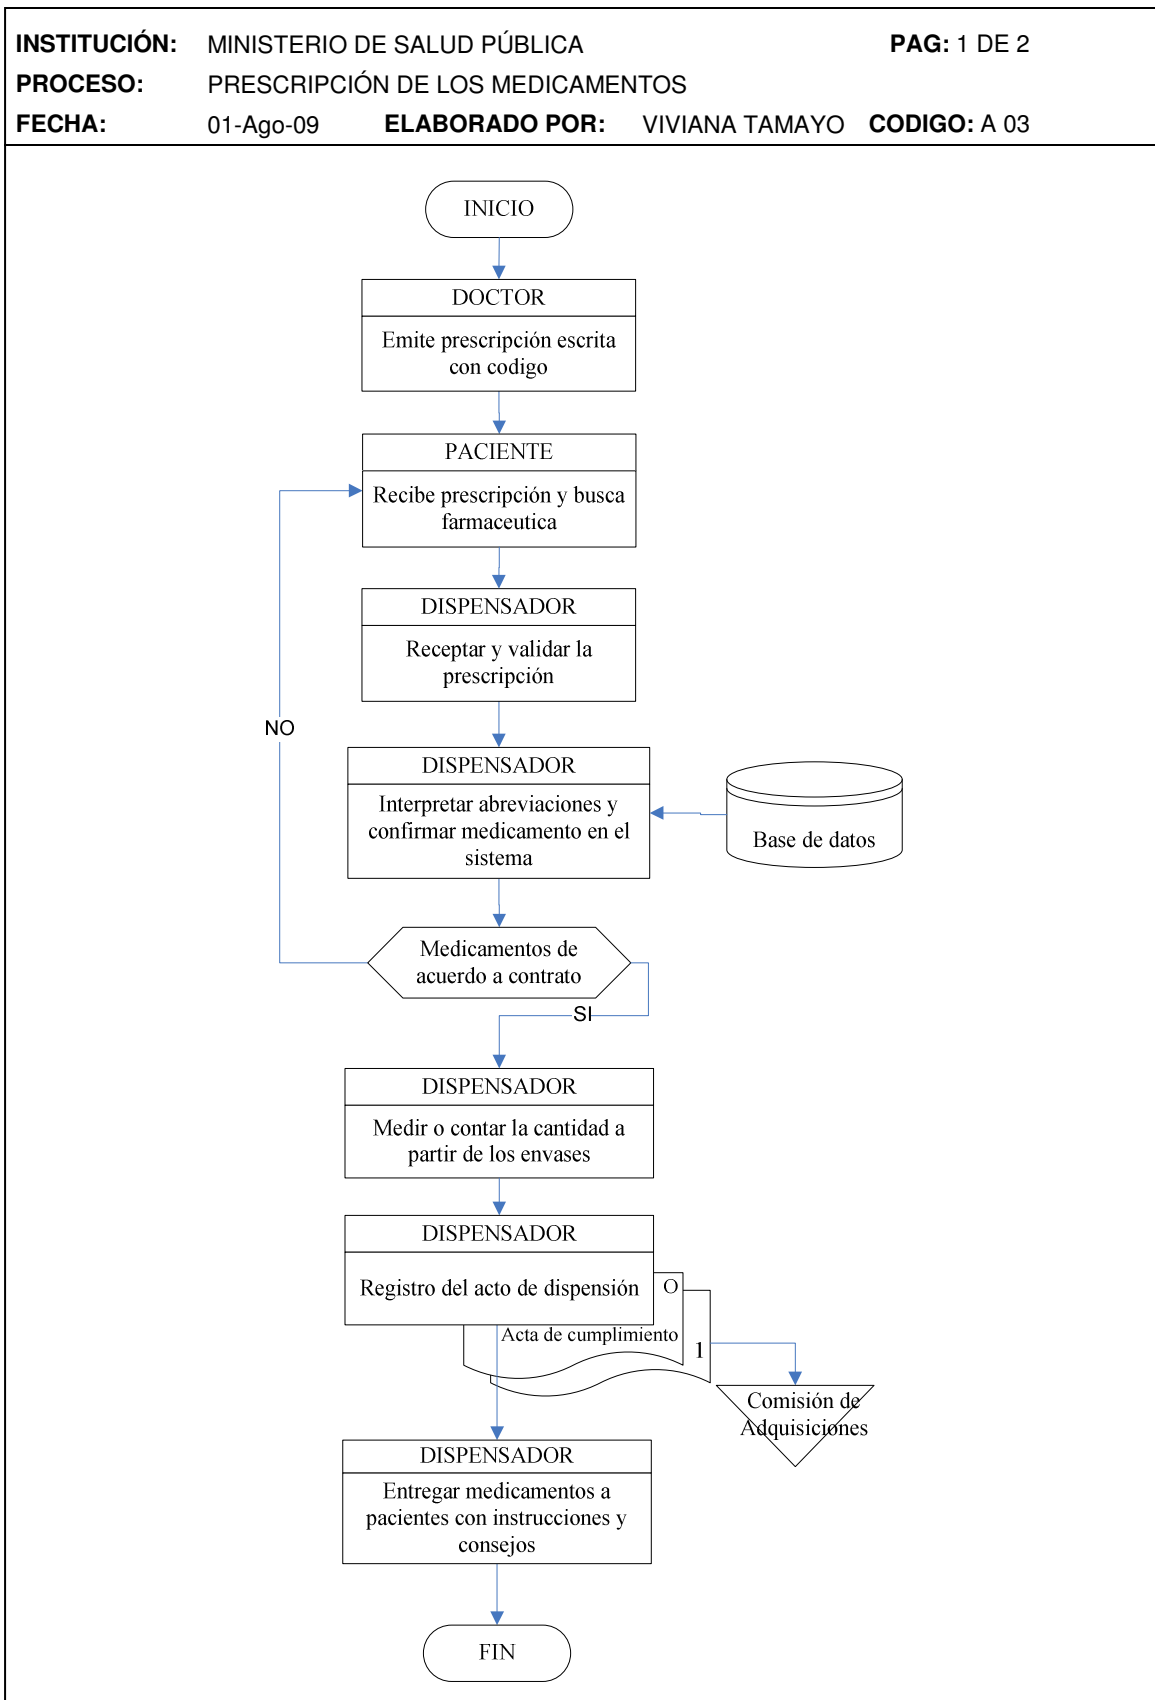 INSTITUCIÓN: MINISTERIO DE SALUD PÚBLICA PAG: 1 DE 2
PROCESO: PRESCRIPCIÓN DE LOS MEDICAMENTOS
FECHA: 01-Ago-09 ELABORADO POR: VIVIANA TAMAYO CODIGO: A 03
INICIO
DOCTOR
Emite prescripción escrita
con codigo
PACIENTE
Recibe prescripción y busca
farmaceutica
DISPENSADOR
Receptar y validar la
prescripción
NO
DISPENSADOR
Interpretar abreviaciones y
confirmar medicamento en el
sistema
Base de datos
Medicamentos de
acuerdo a contrato
SI
DISPENSADOR
Medir o contar la cantidad a
partir de los envases
DISPENSADOR
Registro del acto de dispensión
O
Acta de cumplimiento
1
Comisión de
Adquisiciones
DISPENSADOR
Entregar medicamentos a
pacientes con instrucciones y
consejos
FIN